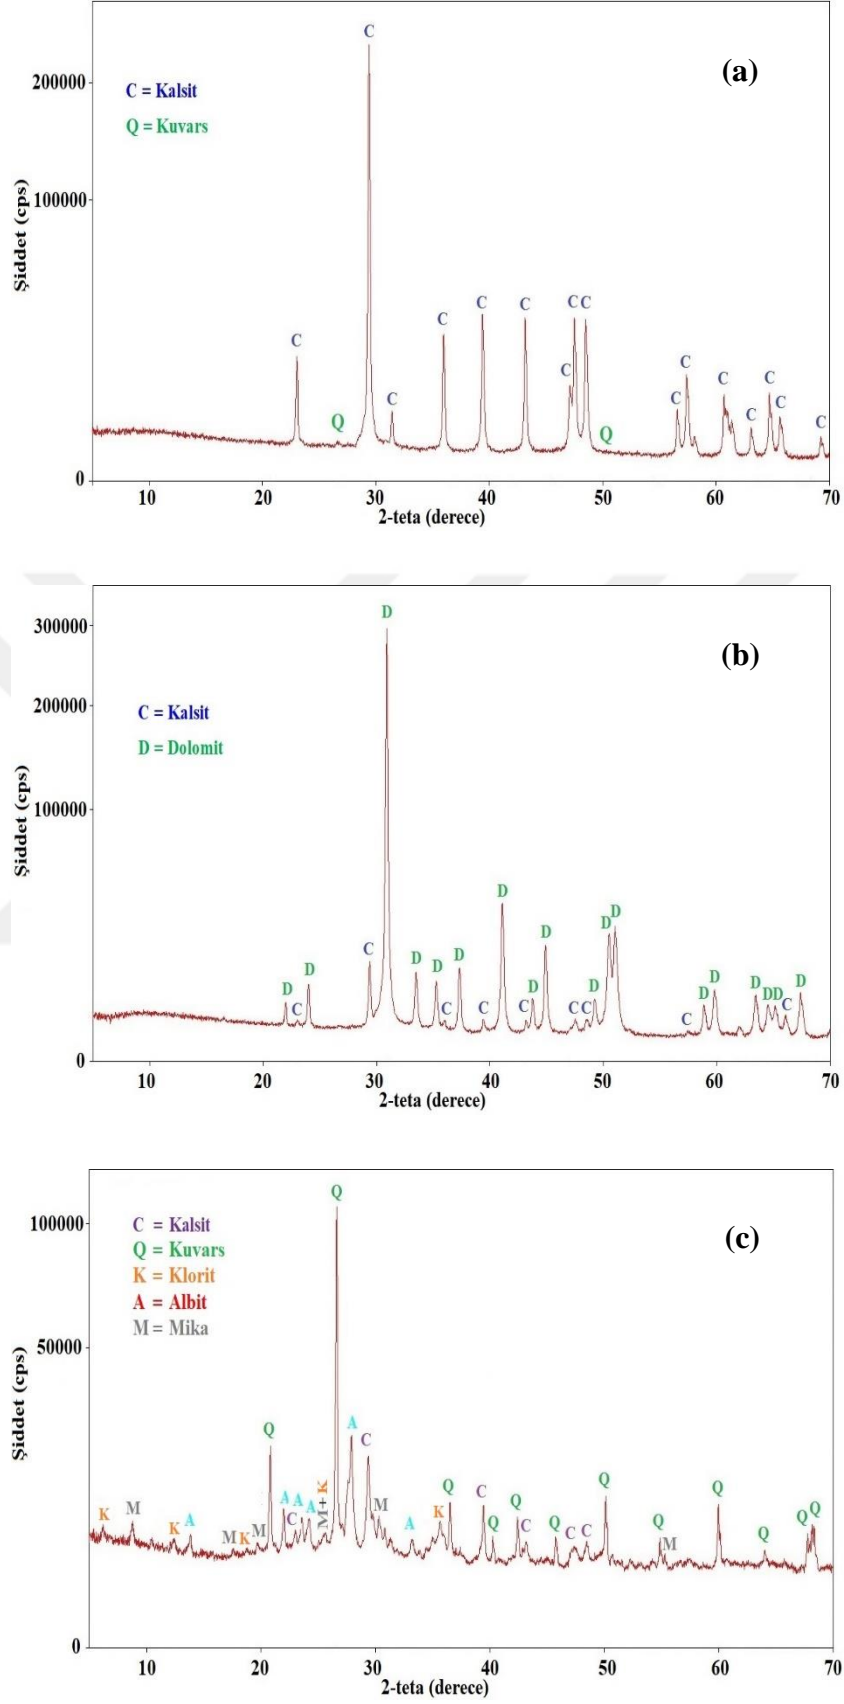 C
(a)
200000
C = Kalsit
Q = Kuvars
Şiddet (cps)
100000
C
C
C
C
C
C
C
C
Q
C
Q
C
C
C
C
C
C
C
0
10
20
30
40
50
60
70
2-teta (derece)
D
300000
(b)
200000
C = Kalsit
D = Dolomit
Şiddet (cps)
100000
D
D
D
D
C
D
D
D
D
D
C
D
D
C
C
C
D
C
C
D
C
D
D
D
DD
C
D
0
10
20
30
40
50
60
70
2-teta (derece)
Q
100000
C = Kalsit
Q = Kuvars
K = Klorit
A = Albit
M = Mika
(c)
50000
Şiddet (cps)
K
M
K
A
M
K
M
Q
A
C
A
A
M+K
A
C
M
A
K
Q
C
Q
Q
C
Q
C
C
Q
Q
M
Q
Q
Q
Q
0
10
20
30
40
50
60
70
2-teta (derece)